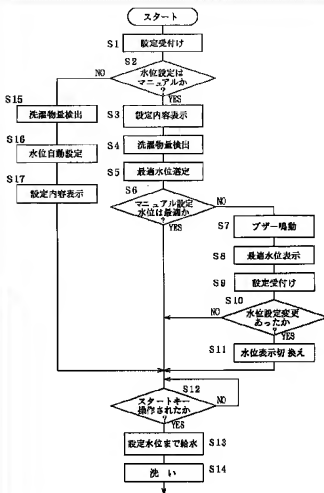 スタート
S1
設定受付け
S2
水位設定は
マニュアルか
?
NO
YES
S15
洗濯物量検出
S16
水位自動設定
S17
設定内容表示
S3
設定内容表示
S4
洗濯物量検出
S5
最適水位選定
S6
マニュアル設定
水位は最適か
?
NO
YES
S7
ブザー鳴動
S8
最適水位表示
S9
設定受付け
S10
水位設定変更
あったか
?
NO
YES
S11
水位表示切換え
S12
スタートキー
操作されたか
?
NO
YES
設定水位まで給水
S13
洗い
S14